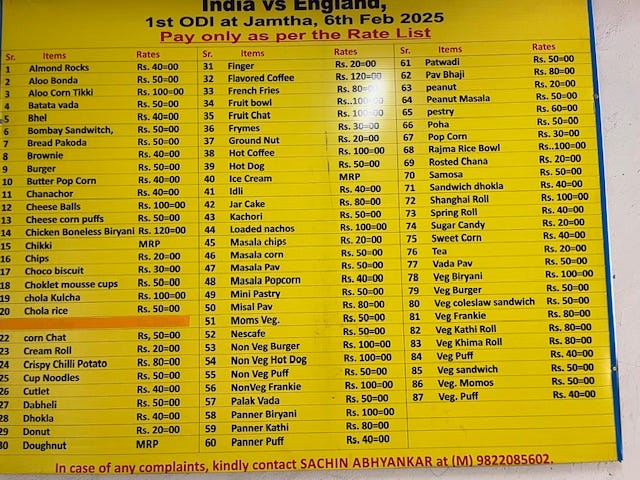 India vs England,
1st ODI at Jamtha, 6th Feb 2025
Pay only as per the Rate List
Sr. Items Rates
1 Almond Rocks Rs. 40=00
2 Aloo Bonda Rs. 50=00
3 Aloo Corn Tikki Rs. 100=00
4 Batata vada Rs. 50=00
5 Bhel Rs. 40=00
6 Bombay Sandwitch, Rs. 50=00
7 Bread Pakoda Rs. 50=00
8 Brownie Rs. 40=00
9 Burger Rs. 50=00
10 Butter Pop Corn Rs. 40=00
11 Chanachor Rs. 40=00
12 Cheese Balls Rs. 100=00
13 Cheese corn puffs Rs. 50=00
14 Chicken Boneless Biryani Rs. 120=00
15 Chikki MRP
16 Chips Rs. 20=00
17 Choco biscuit Rs. 30=00
18 Choklet mousse cups Rs. 50=00
19 chola Kulcha Rs. 100=00
20 Chola rice Rs. 50=00
22 corn Chat Rs, 50=00
23 Cream Roll Rs. 20=00
24 Crispy Chilli Potato Rs. 80=00
25 Cup Noodles Rs. 50=00
26 Cutlet Rs. 40=00
27 Dabheli Rs. 50=00
28 Dhokla Rs. 40=00
29 Donut Rs. 20=00
30 Doughnut MRP
Sr. Items Rates
31 Finger Rs. 20=00
32 Flavored Coffee Rs. 120=00
33 French Fries Rs. 80=00
34 Fruit bowl Rs..100=00
35 Fruit Chat Rs. 100=00
36 Frymes Rs. 30=00
37 Ground Nut Rs. 20=00
38 Hot Coffee Rs. 100=00
39 Hot Dog Rs. 50=00
40 Ice Cream MRP
41 Idli Rs. 40=00
42 Jar Cake Rs. 80=00
43 Kachori Rs. 50=00
44 Loaded nachos Rs. 100=00
45 Masala chips Rs. 20=00
46 Masala corn Rs. 50=00
47 Masala Pav Rs. 50=00
48 Masala Popcorn Rs. 40=00
49 Mini Pastry Rs. 50=00
50 Misal Pav Rs. 80=00
51 Moms Veg. Rs. 50=00
52 Nescafe Rs. 50=00
53 Non Veg Burger Rs. 100=00
54 Non Veg Hot Dog Rs. 100=00
55 Non Veg Puff Rs. 50=00
56 NonVeg Frankie Rs. 100=00
57 Palak Vada Rs. 50=00
58 Panner Biryani Rs. 100=00
59 Panner Kathi Rs. 80=00
60 Panner Puff Rs. 40=00
Sr. Items Rates
61 Patwadi Rs. 50=00
62 Pav Bhaji Rs. 80=00
63 peanut Rs. 20=00
64 Peanut Masala Rs. 50=00
65 pestry Rs. 60=00
66 Poha Rs. 50=00
67 Pop Corn Rs. 30=00
68 Rajma Rice Bowl Rs..100=00
69 Rosted Chana Rs. 20=00
70 Samosa Rs. 50=00
71 Sandwich dhokla Rs. 40=00
72 Shanghai Roll Rs. 100=00
73 Spring Roll Rs. 40=00
74 Sugar Candy Rs. 20=00
75 Sweet Corn Rs. 40=00
76 Tea Rs. 20=00
77 Vada Pav Rs. 50=00
78 Veg Biryani Rs. 100=00
79 Veg Burger Rs. 50=00
80 Veg coleslaw sandwich Rs. 50=00
81 Veg Frankie Rs. 80=00
82 Veg Kathi Roll Rs. 80=00
83 Veg Khima Roll Rs. 80=00
84 Veg Puff Rs. 40=00
85 Veg sandwich Rs. 50=00
86 Veg. Momos Rs. 50=00
87 Veg. Puff Rs. 40=00
In case of any complaints, kindly contact SACHIN ABHYANKAR at (M) 9822085602.